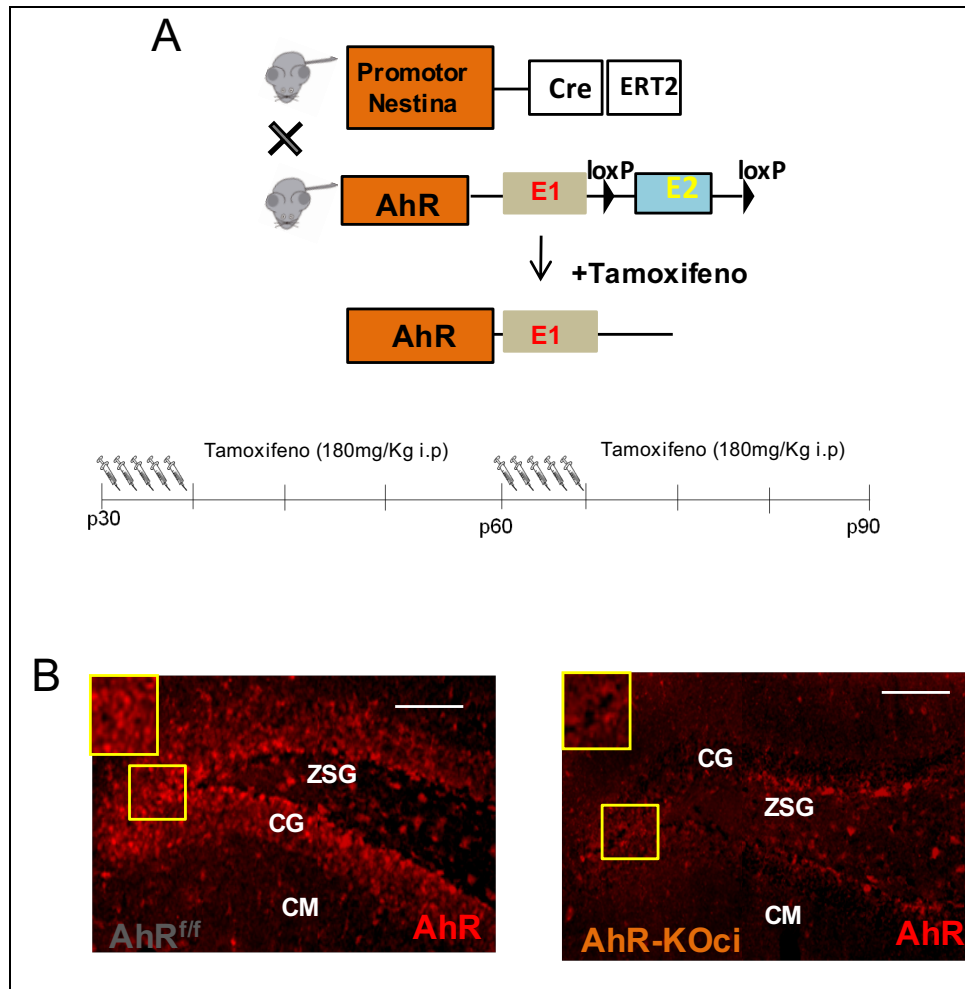 A
Promotor
Nestina
Cre
ERT2
AhR
E1
loxP
E2
loxP
+Tamoxifeno
AhR
E1
Tamoxifeno (180mg/Kg i.p)
Tamoxifeno (180mg/Kg i.p)
p30
p60
p90
B
ZSG
CG
CM
AhRf/f
AhR
CG
ZSG
CM
AhR-KOci
AhR